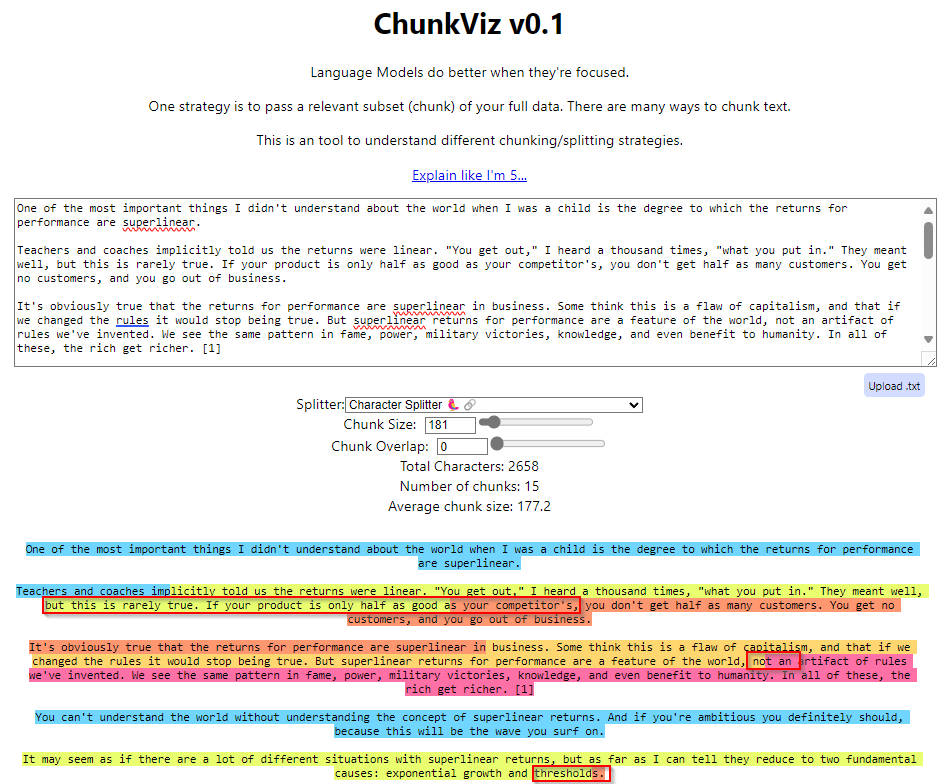 ChunkViz v0.1
Language Models do better when they're focused.
One strategy is to pass a relevant subset (chunk) of your full data. There are many ways to chunk text.
This is an tool to understand different chunking/splitting strategies.
Explain like I'm 5...
One of the most important things I didn't understand about the world when I was a child is the degree to which the returns for
performance are superlinear.
Teachers and coaches implicitly told us the returns were linear. "You get out," I heard a thousand times, "what you put in." They meant
well, but this is rarely true. If your product is only half as good as your competitor's, you don't get half as many customers. You get
no customers, and you go out of business.
It's obviously true that the returns for performance are superlinear in business. Some think this is a flaw of capitalism, and that if
we changed the rules it would stop being true. But superlinear returns for performance are a feature of the world, not an artifact of
rules we've invented. We see the same pattern in fame, power, military victories, knowledge, and even benefit to humanity. In all of
these, the rich get richer. [1]
Upload .txt
Splitter: Character Splitter 🦜🔗
Chunk Size: 181
Chunk Overlap: 0
Total Characters: 2658
Number of chunks: 15
Average chunk size: 177.2
One of the most important things I didn't understand about the world when I was a child is the degree to which the returns for performance
are superlinear.
Teachers and coaches implicitly told us the returns were linear. "You get out," I heard a thousand times, "what you put in." They meant well,
but this is rarely true. If your product is only half as good as your competitor's, you don't get half as many customers. You get no
customers, and you go out of business.
It's obviously true that the returns for performance are superlinear in business. Some think this is a flaw of capitalism, and that if we
changed the rules it would stop being true. But superlinear returns for performance are a feature of the world, not an artifact of rules
we've invented. We see the same pattern in fame, power, military victories, knowledge, and even benefit to humanity. In all of these, the
rich get richer. [1]
You can't understand the world without understanding the concept of superlinear returns. And if you're ambitious you definitely should,
because this will be the wave you surf on.
It may seem as if there are a lot of different situations with superlinear returns, but as far as I can tell they reduce to two fundamental
causes: exponential growth and thresholds.